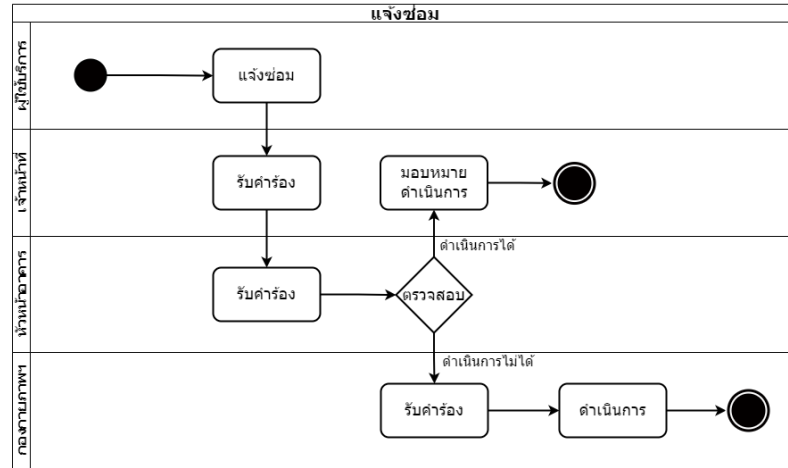 แจ้งซ่อม
ผู้ใช้บริการ
แจ้งซ่อม
เจ้าหน้าที่
รับคำร้อง
มอบหมาย
ดำเนินการ
ดำเนินการได้
หัวหน้าอาคาร
รับคำร้อง
ตรวจสอบ
ดำเนินการไม่ได้
กองกายภาพฯ
รับคำร้อง
ดำเนินการ